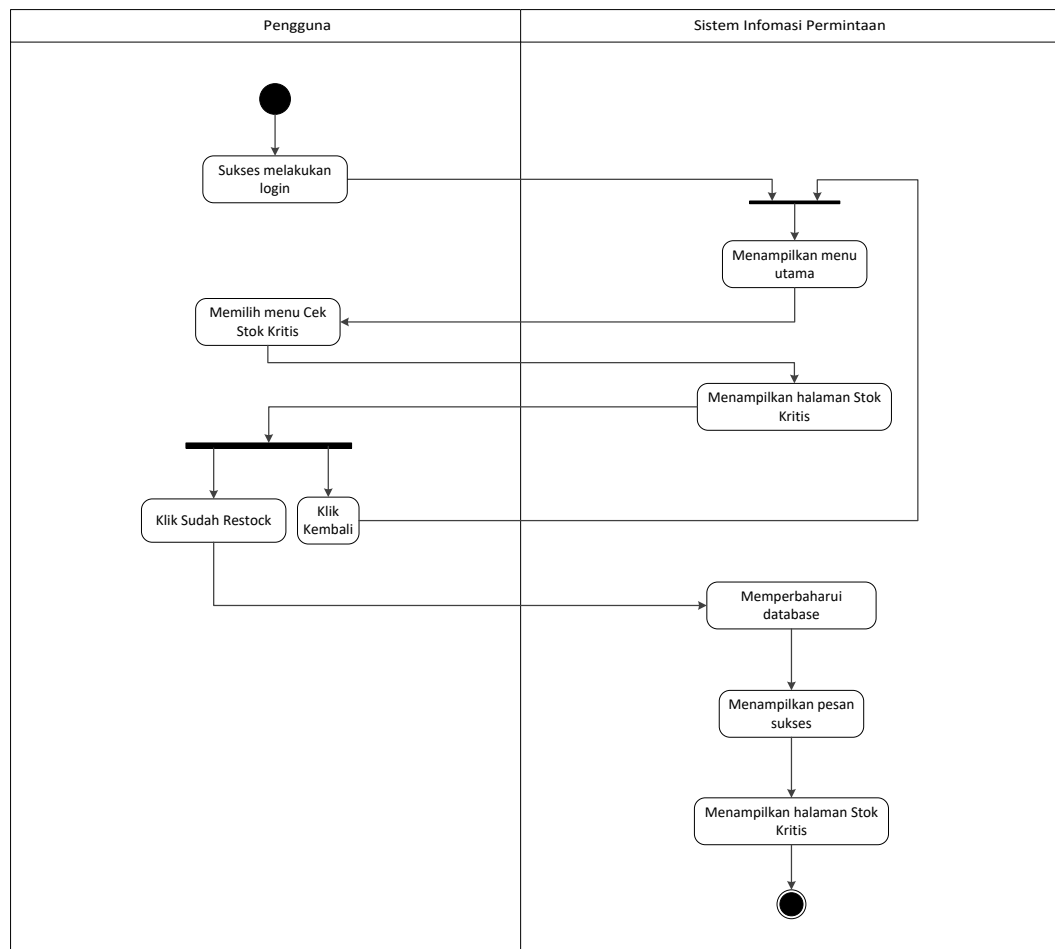 Pengguna
Sistem Infomasi Permintaan
Sukses melakukan
login
Menampilkan menu
utama
Memilih menu Cek
Stok Kritis
Menampilkan halaman Stok
Kritis
Klik Sudah Restock
Klik
Kembali
Memperbaharui
database
Menampilkan pesan
sukses
Menampilkan halaman Stok
Kritis